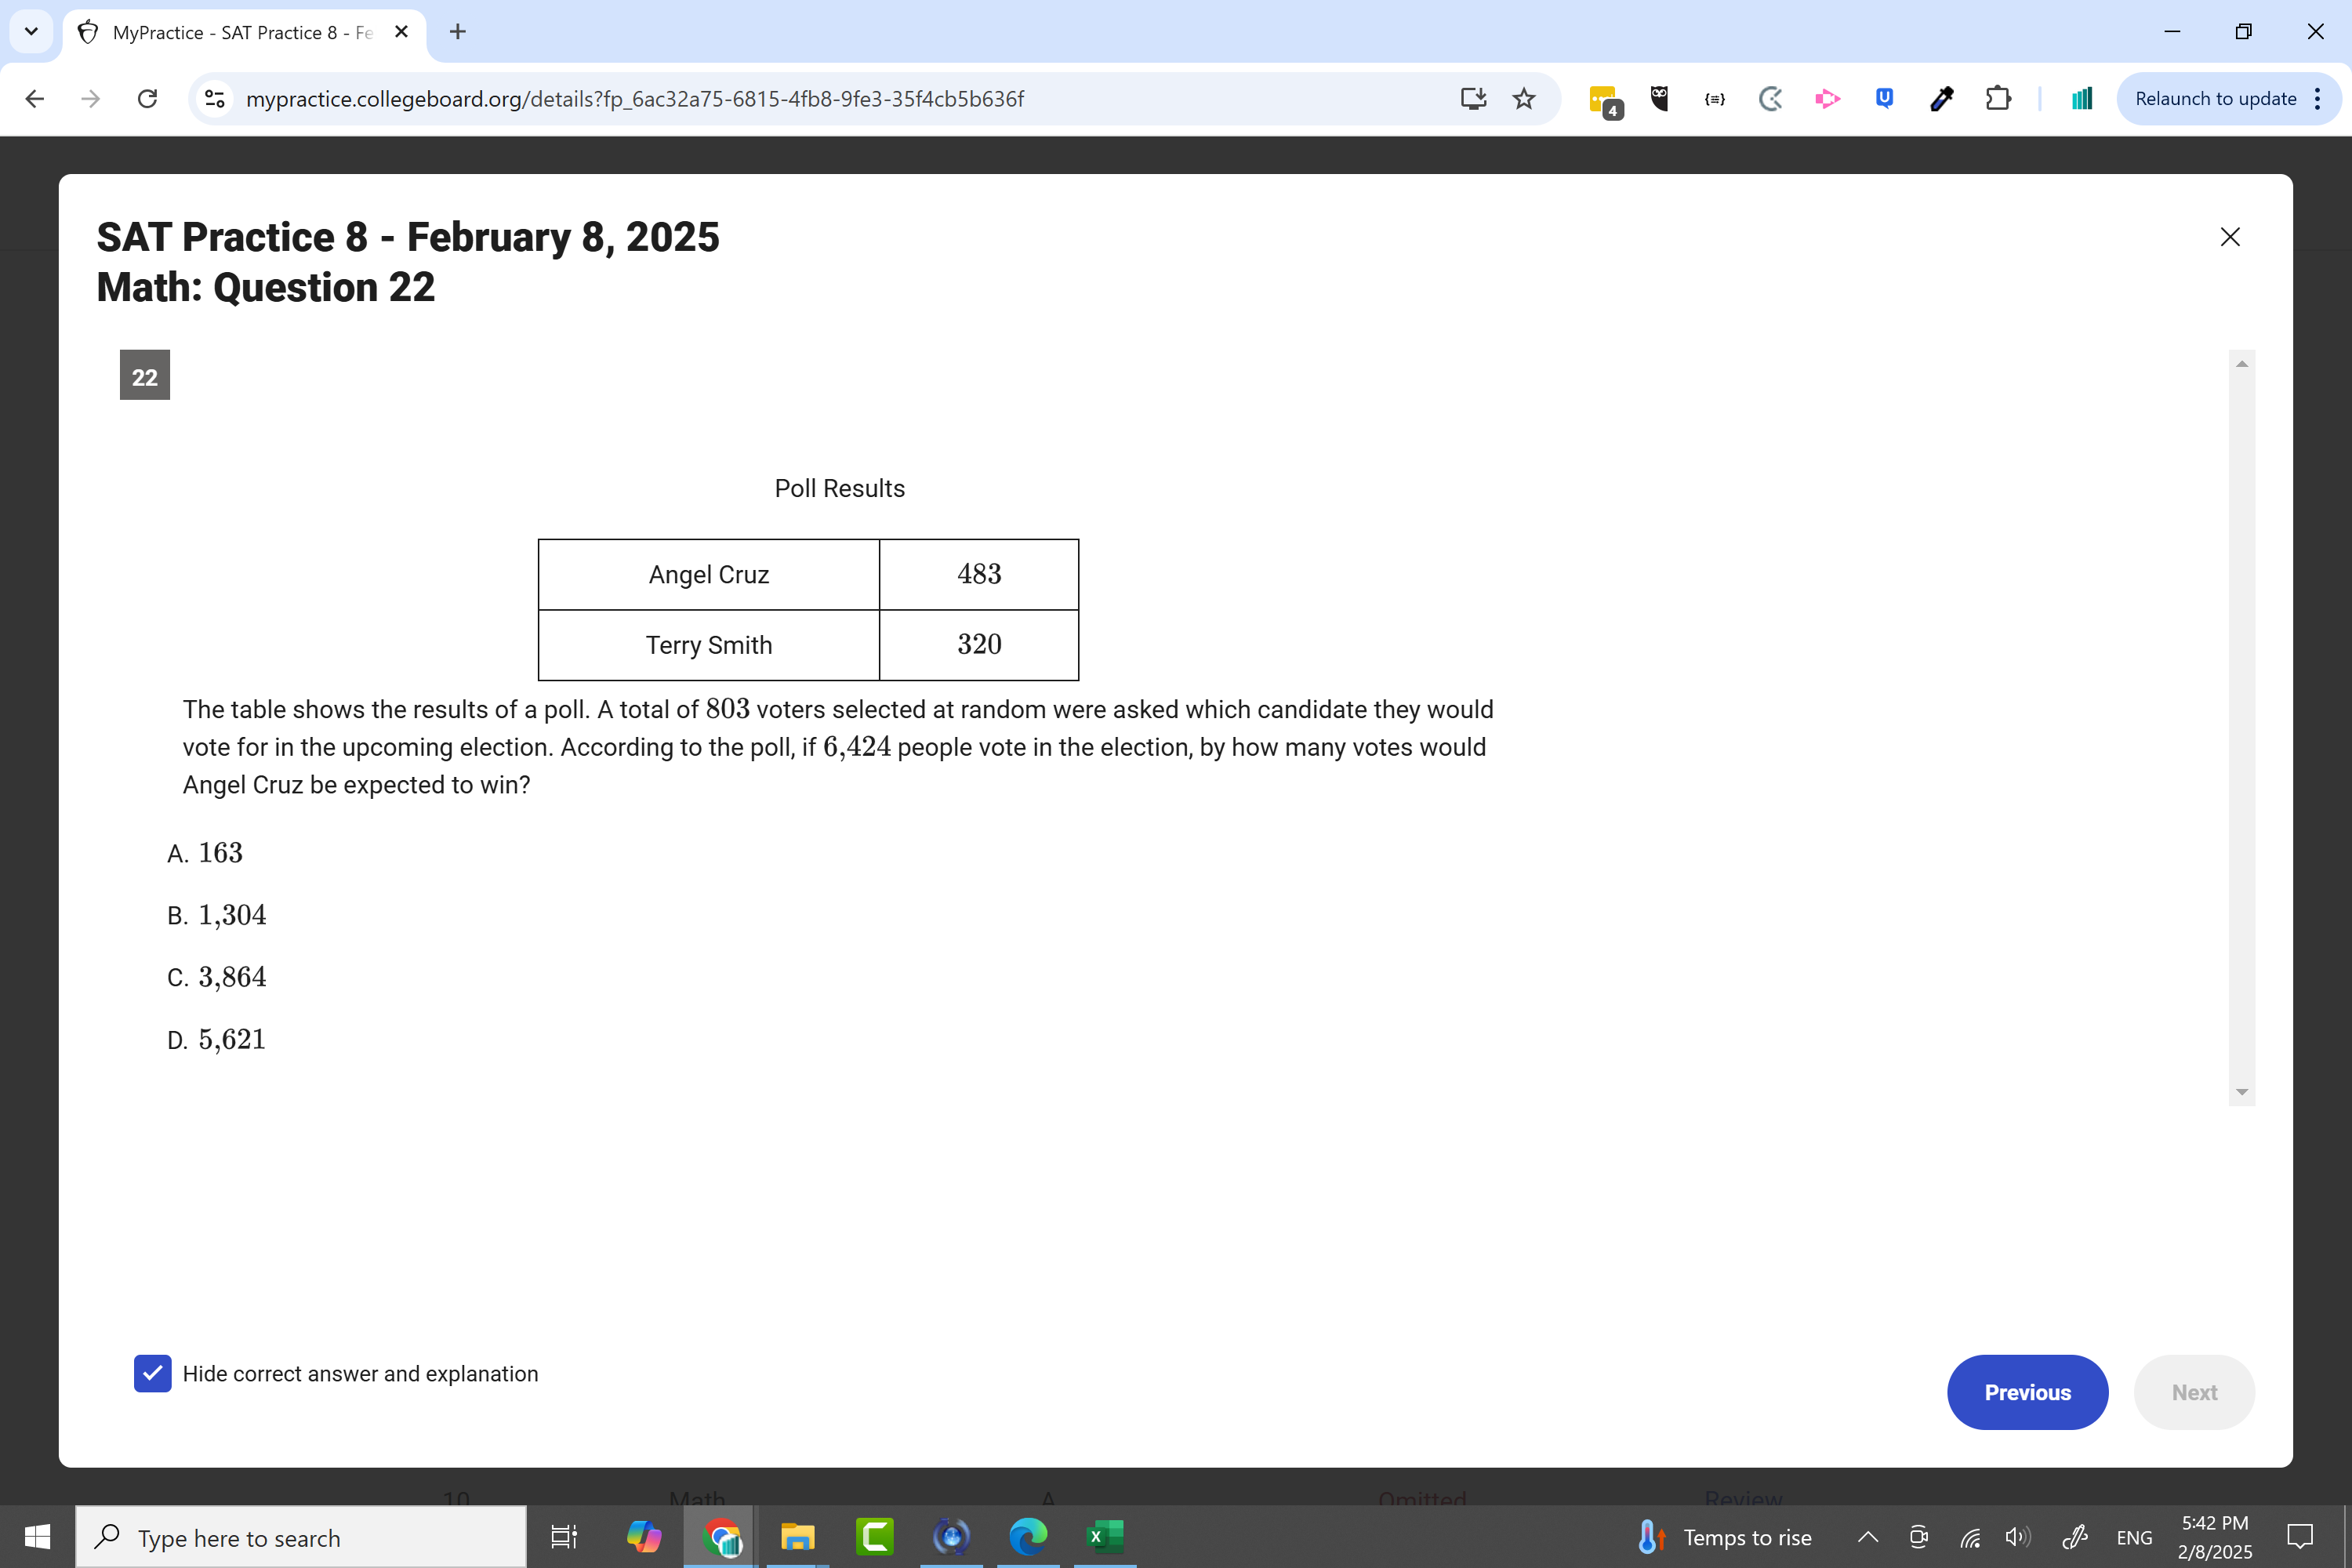 MyPractice - SAT Practice 8 - Fe
mypractice.collegeboard.org/details?fp_6ac32a75-6815-4fb8-9fe3-35f4cb5b636f
4
Relaunch to update
SAT Practice 8 - February 8, 2025
Math: Question 22
22
Poll Results
Angel Cruz 483
Terry Smith 320
The table shows the results of a poll. A total of 803 voters selected at random were asked which candidate they would
vote for in the upcoming election. According to the poll, if 6,424 people vote in the election, by how many votes would
Angel Cruz be expected to win?
A. 163
B. 1,304
C. 3,864
D. 5,621
Hide correct answer and explanation
Previous
Next
10 Math A Omitted Review
Type here to search
Temps to rise
ENG
5:42 PM
2/8/2025